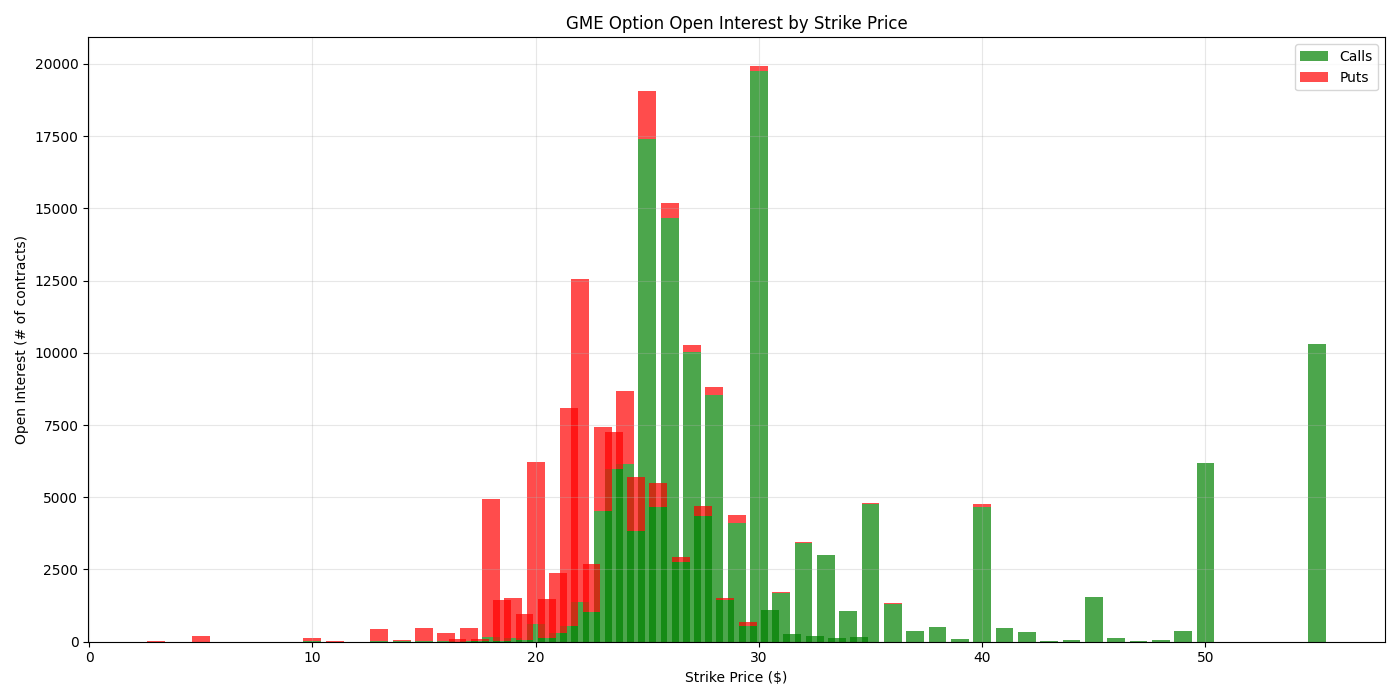 GME Option Open Interest by Strike Price
Calls
Puts
Open Interest (# of contracts)
20000
17500
15000
12500
10000
7500
5000
2500
0
0 10 20 30 40 50
Strike Price ($)